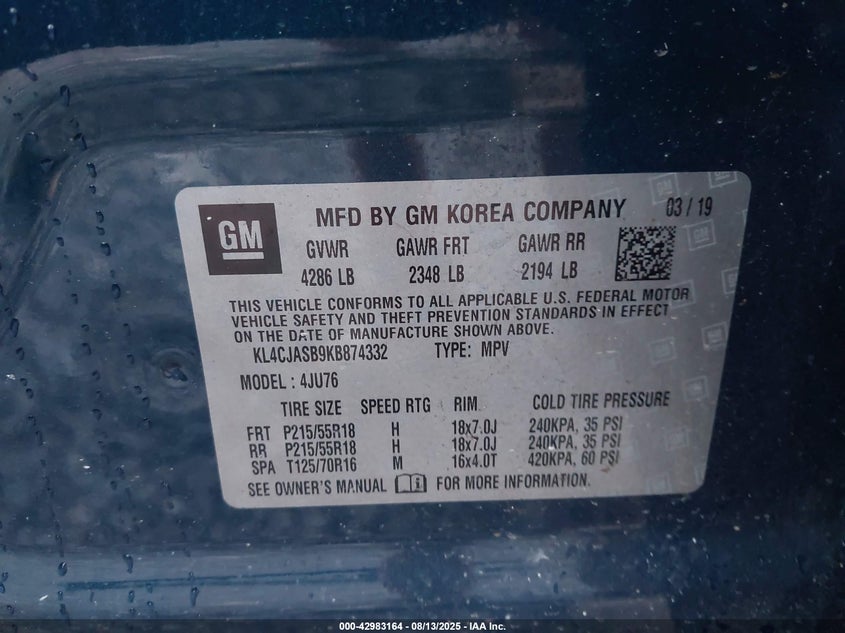 GM
MFD BY GM KOREA COMPANY 03 / 19
GVWR GAWR FRT GAWR RR
4286 LB 2348 LB 2194 LB
THIS VEHICLE CONFORMS TO ALL APPLICABLE U.S. FEDERAL MOTOR
VEHICLE SAFETY AND THEFT PREVENTION STANDARDS IN EFFECT
ON THE DATE OF MANUFACTURE SHOWN ABOVE.
KL4CJASB9KB874332 TYPE: MPV
MODEL : 4JU76
TIRE SIZE SPEED RTG RIM COLD TIRE PRESSURE
FRT P215/55R18 H 18x7.0J 240KPA, 35 PSI
RR P215/55R18 H 18x7.0J 240KPA, 35 PSI
SPA T125/70R16 M 16x4.0T 420KPA, 60 PSI
SEE OWNER'S MANUAL FOR MORE INFORMATION.
000-42983164 - 08/13/2025 - IAA Inc.